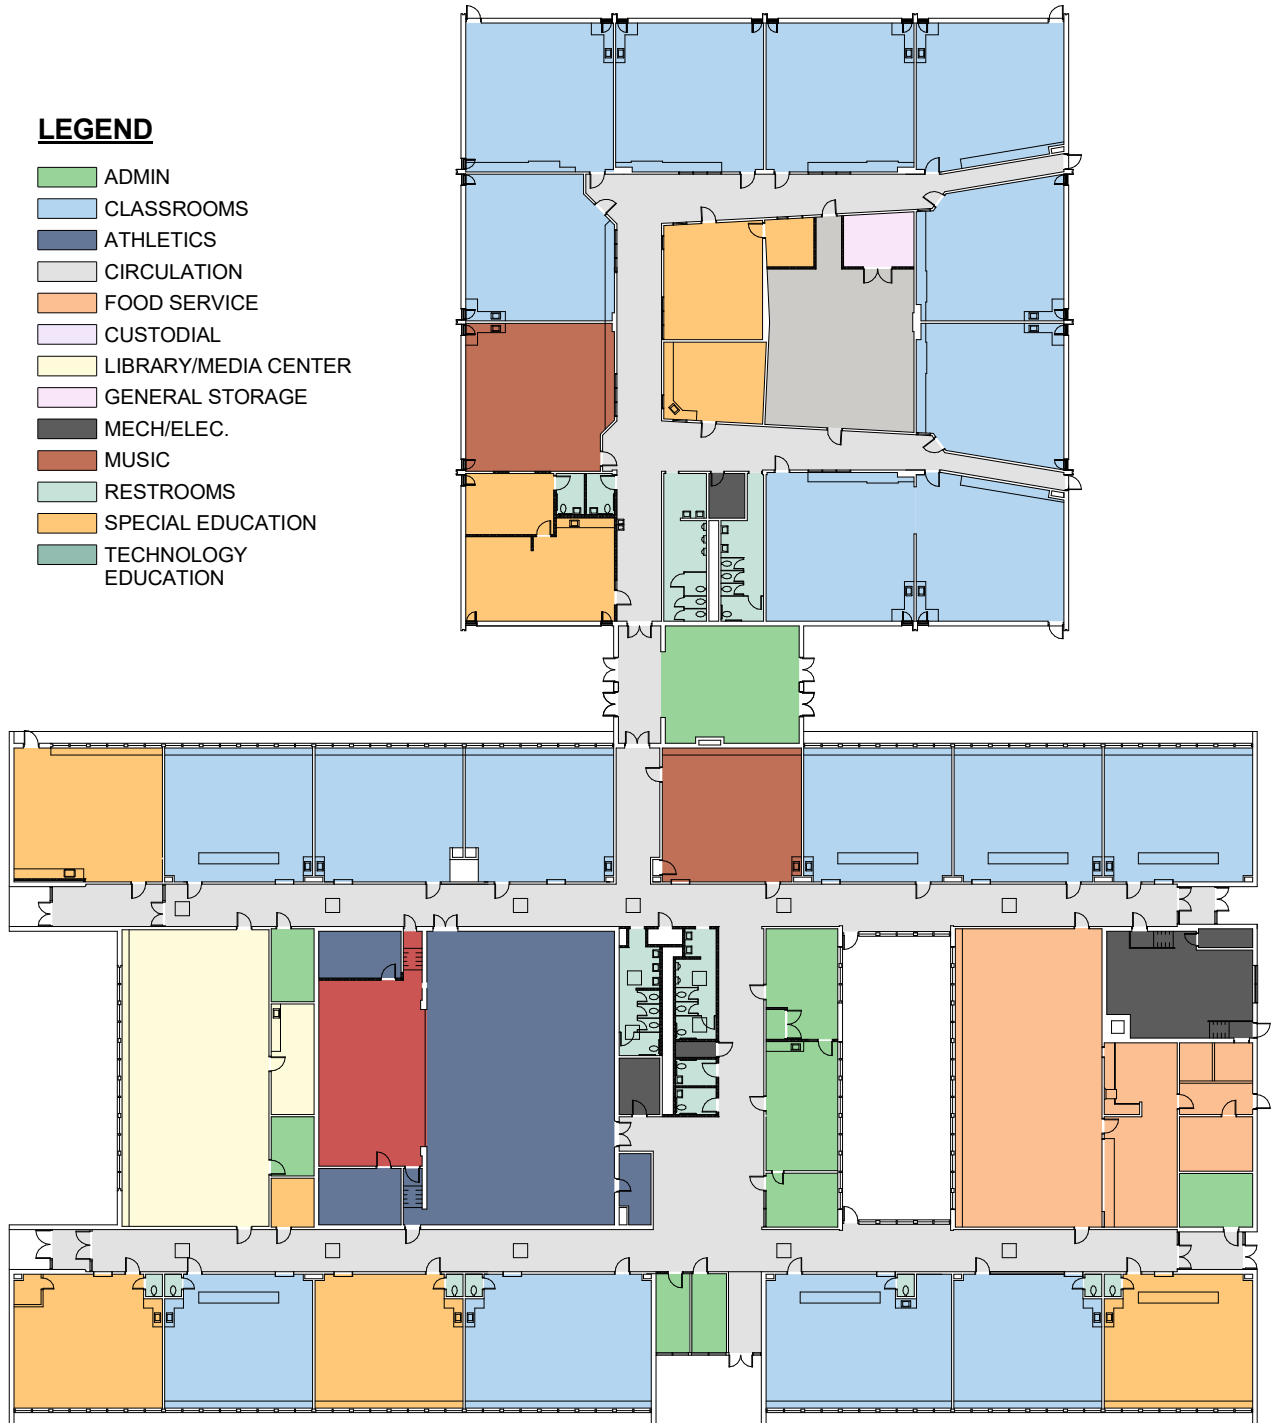 LEGEND
ADMIN
CLASSROOMS
ATHLETICS
CIRCULATION
FOOD SERVICE
CUSTODIAL
LIBRARY/MEDIA CENTER
GENERAL STORAGE
MECH/ELEC.
MUSIC
RESTROOMS
SPECIAL EDUCATION
TECHNOLOGY
EDUCATION